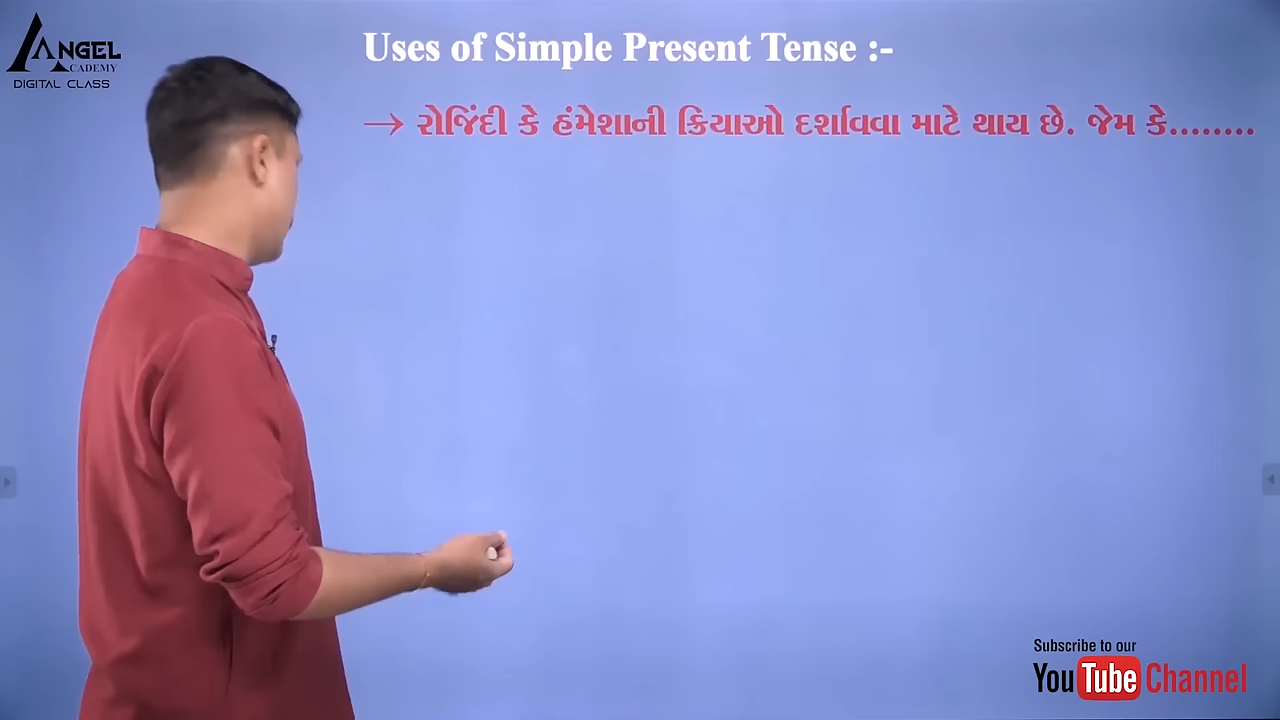 ANGEL
ACADEMY
DIGITAL CLASS
Uses of Simple Present Tense :-
→ રોજિંદી કે હંમેશાની ક્રિયાઓ દર્શાવવા માટે થાય છે. જેમ કે........
Subscribe to our
YouTube Channel